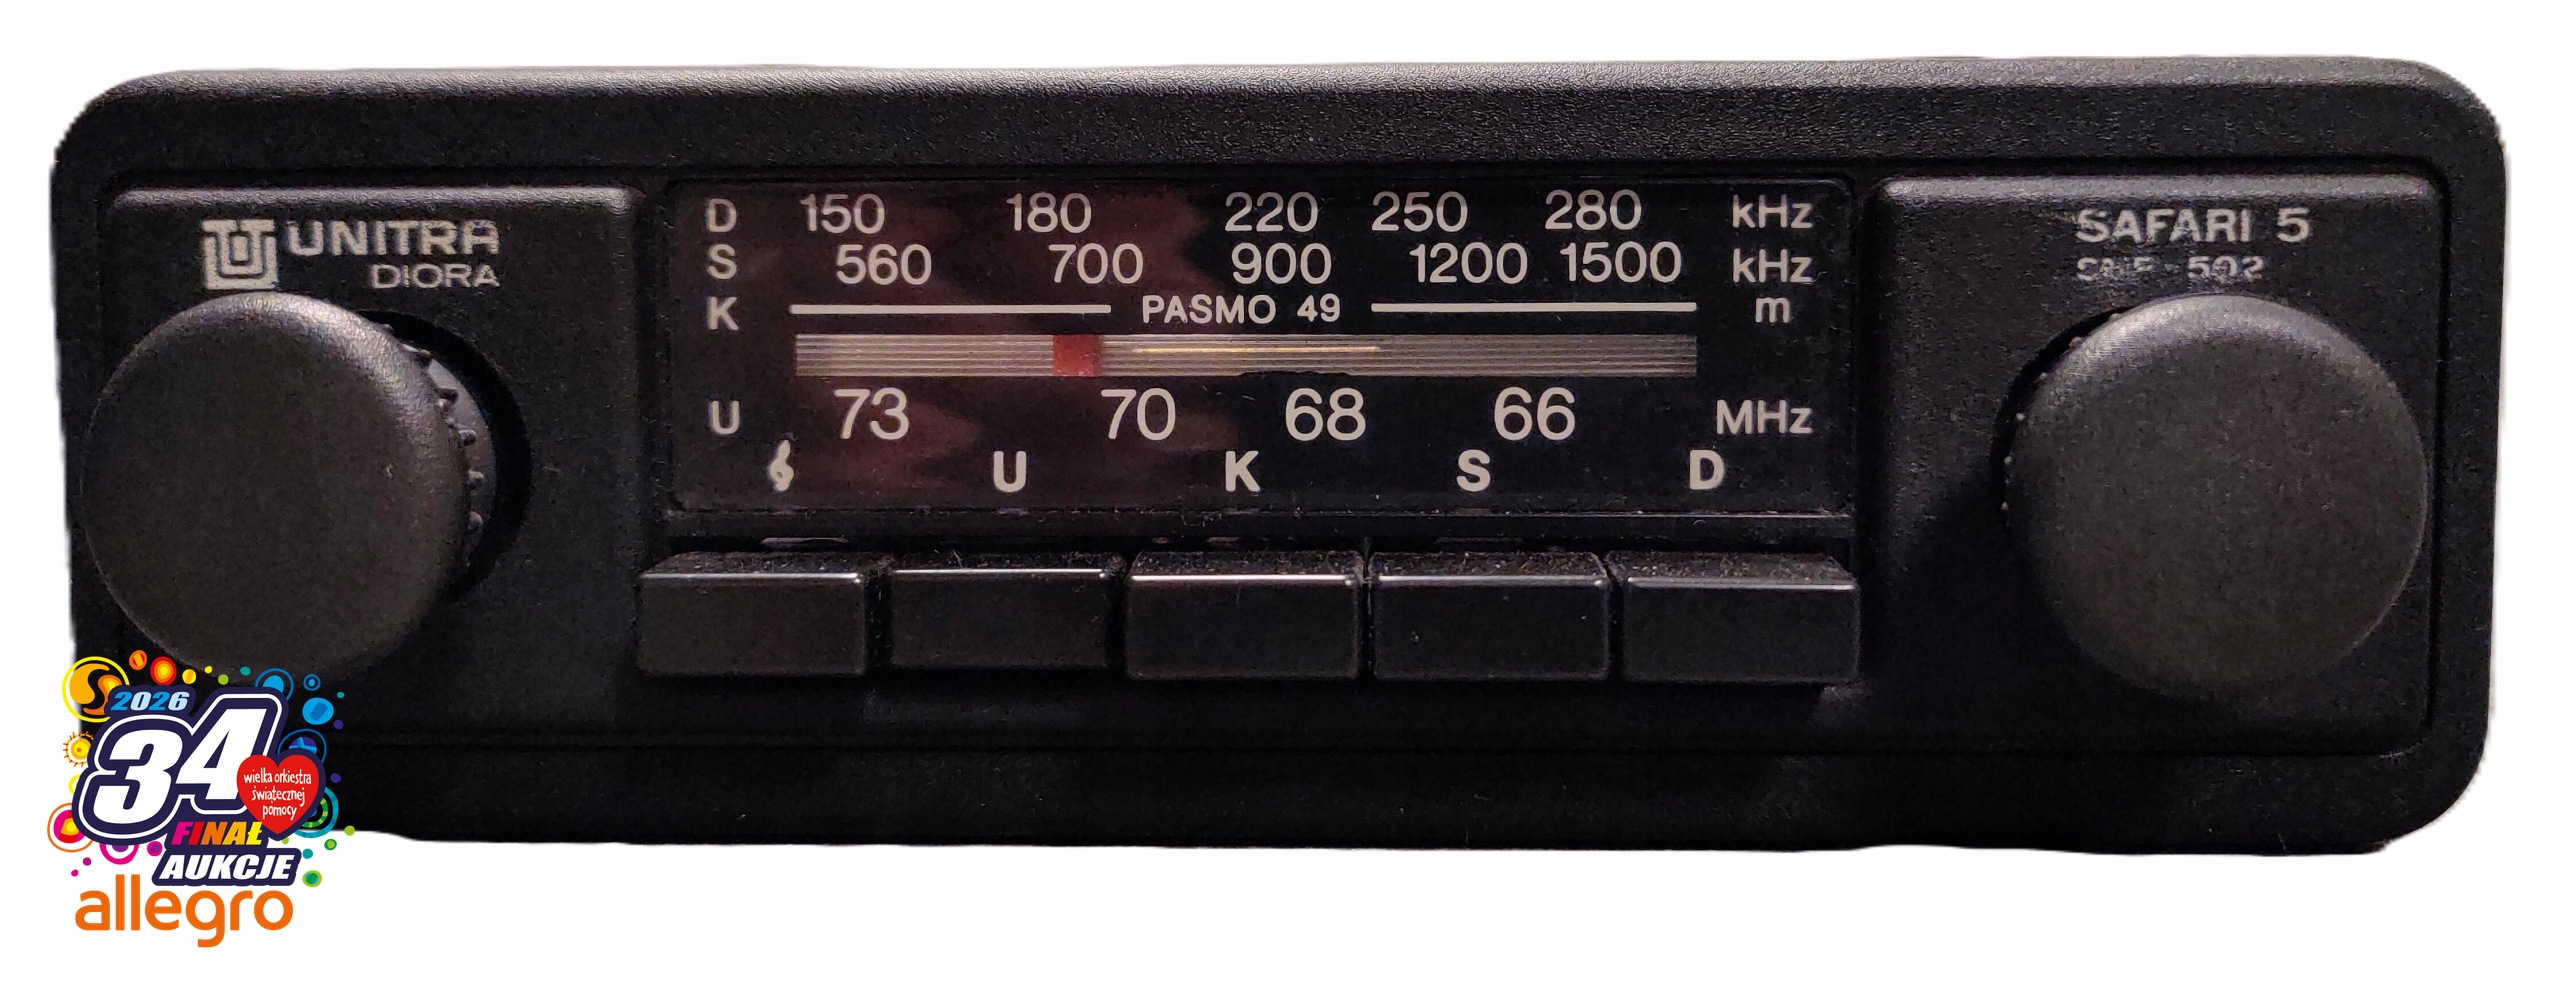 UNITRA
DIORA
D 150 180 220 250 280 kHz
S 560 700 900 1200 1500 kHz
K PASMO 49 m
U 73 70 68 66 MHz
U K S D
SAFARI 5
502
2026
34
wielka orkiestra
świątecznej
pomocy
FINAŁ
AUKCJE
allegro